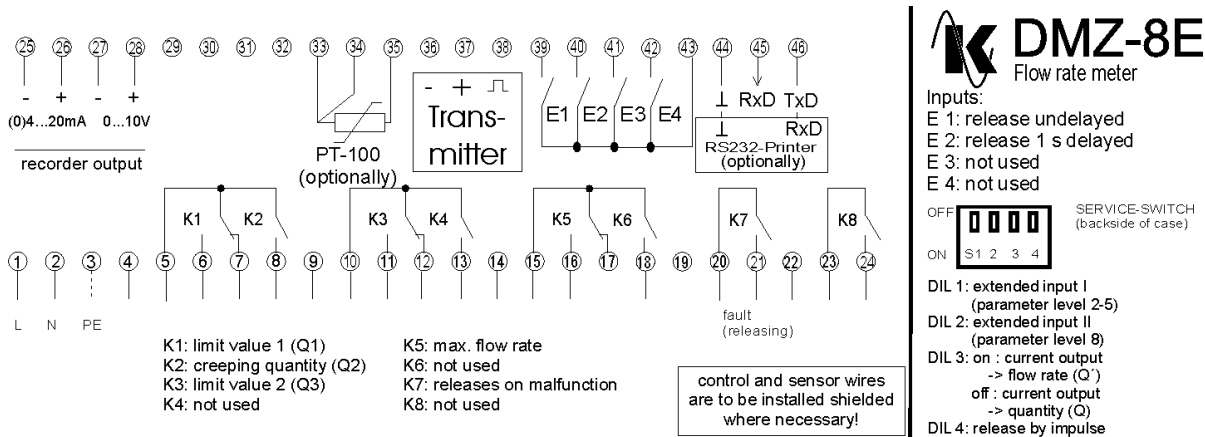 25 26 27 28 29 30 31 32 33 34 35 36 37 38 39 40 41 42 43 44 45 46
- + - +
(0)4...20mA 0...10V
recorder output
PT-100
(optionally)
- +
Trans-
mitter
E1 E2 E3 E4
⊥ RxD TxD
⊥ RxD
RS232-Printer
(optionally)
K1 K2 K3 K4 K5 K6 K7 K8
1 2 3 4 5 6 7 8 9 10 11 12 13 14 15 16 17 18 19 20 21 22 23 24
L N PE
fault
(releasing)
K1: limit value 1 (Q1)
K2: creeping quantity (Q2)
K3: limit value 2 (Q3)
K4: not used
K5: max. flow rate
K6: not used
K7: releases on malfunction
K8: not used
control and sensor wires
are to be installed shielded
where necessary!
K DMZ-8E
Flow rate meter
Inputs:
E 1: release undelayed
E 2: release 1 s delayed
E 3: not used
E 4: not used
OFF
ON
S1 2 3 4
SERVICE-SWITCH
(backside of case)
DIL 1: extended input I
(parameter level 2-5)
DIL 2: extended input II
(parameter level 8)
DIL 3: on : current output
-> flow rate (Q´)
off : current output
-> quantity (Q)
DIL 4: release by impulse